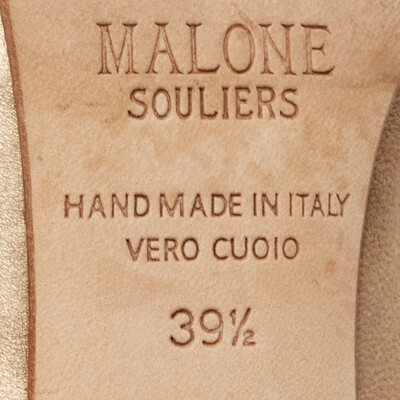 MALONE
SOULIERS
HAND MADE IN ITALY
VERO CUOIO
39½